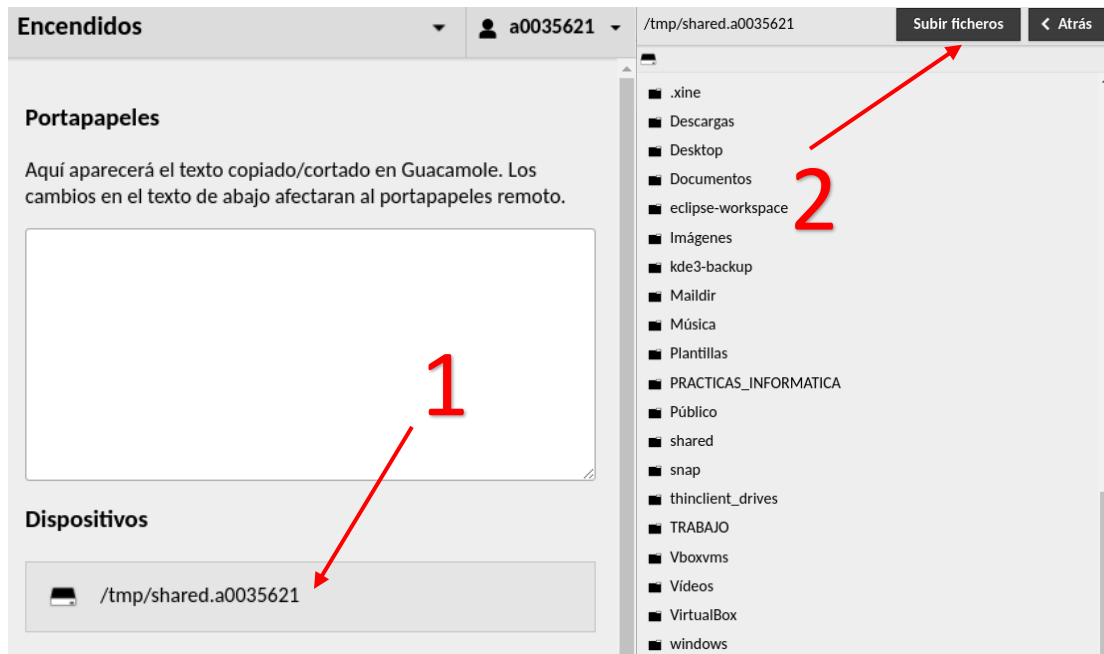 Encendidos
a0035621
Portapapeles
Aquí aparecerá el texto copiado/cortado en Guacamole. Los
cambios en el texto de abajo afectaran al portapapeles remoto.
1
Dispositivos
/tmp/shared.a0035621
/tmp/shared.a0035621
Subir ficheros
Atrás
.xine
Descargas
Desktop
Documentos
eclipse-workspace
Imágenes
kde3-backup
Maildir
Música
Plantillas
PRACTICAS_INFORMATICA
Público
shared
snap
thinclient_drives
TRABAJO
Vboxvms
Vídeos
VirtualBox
windows
2